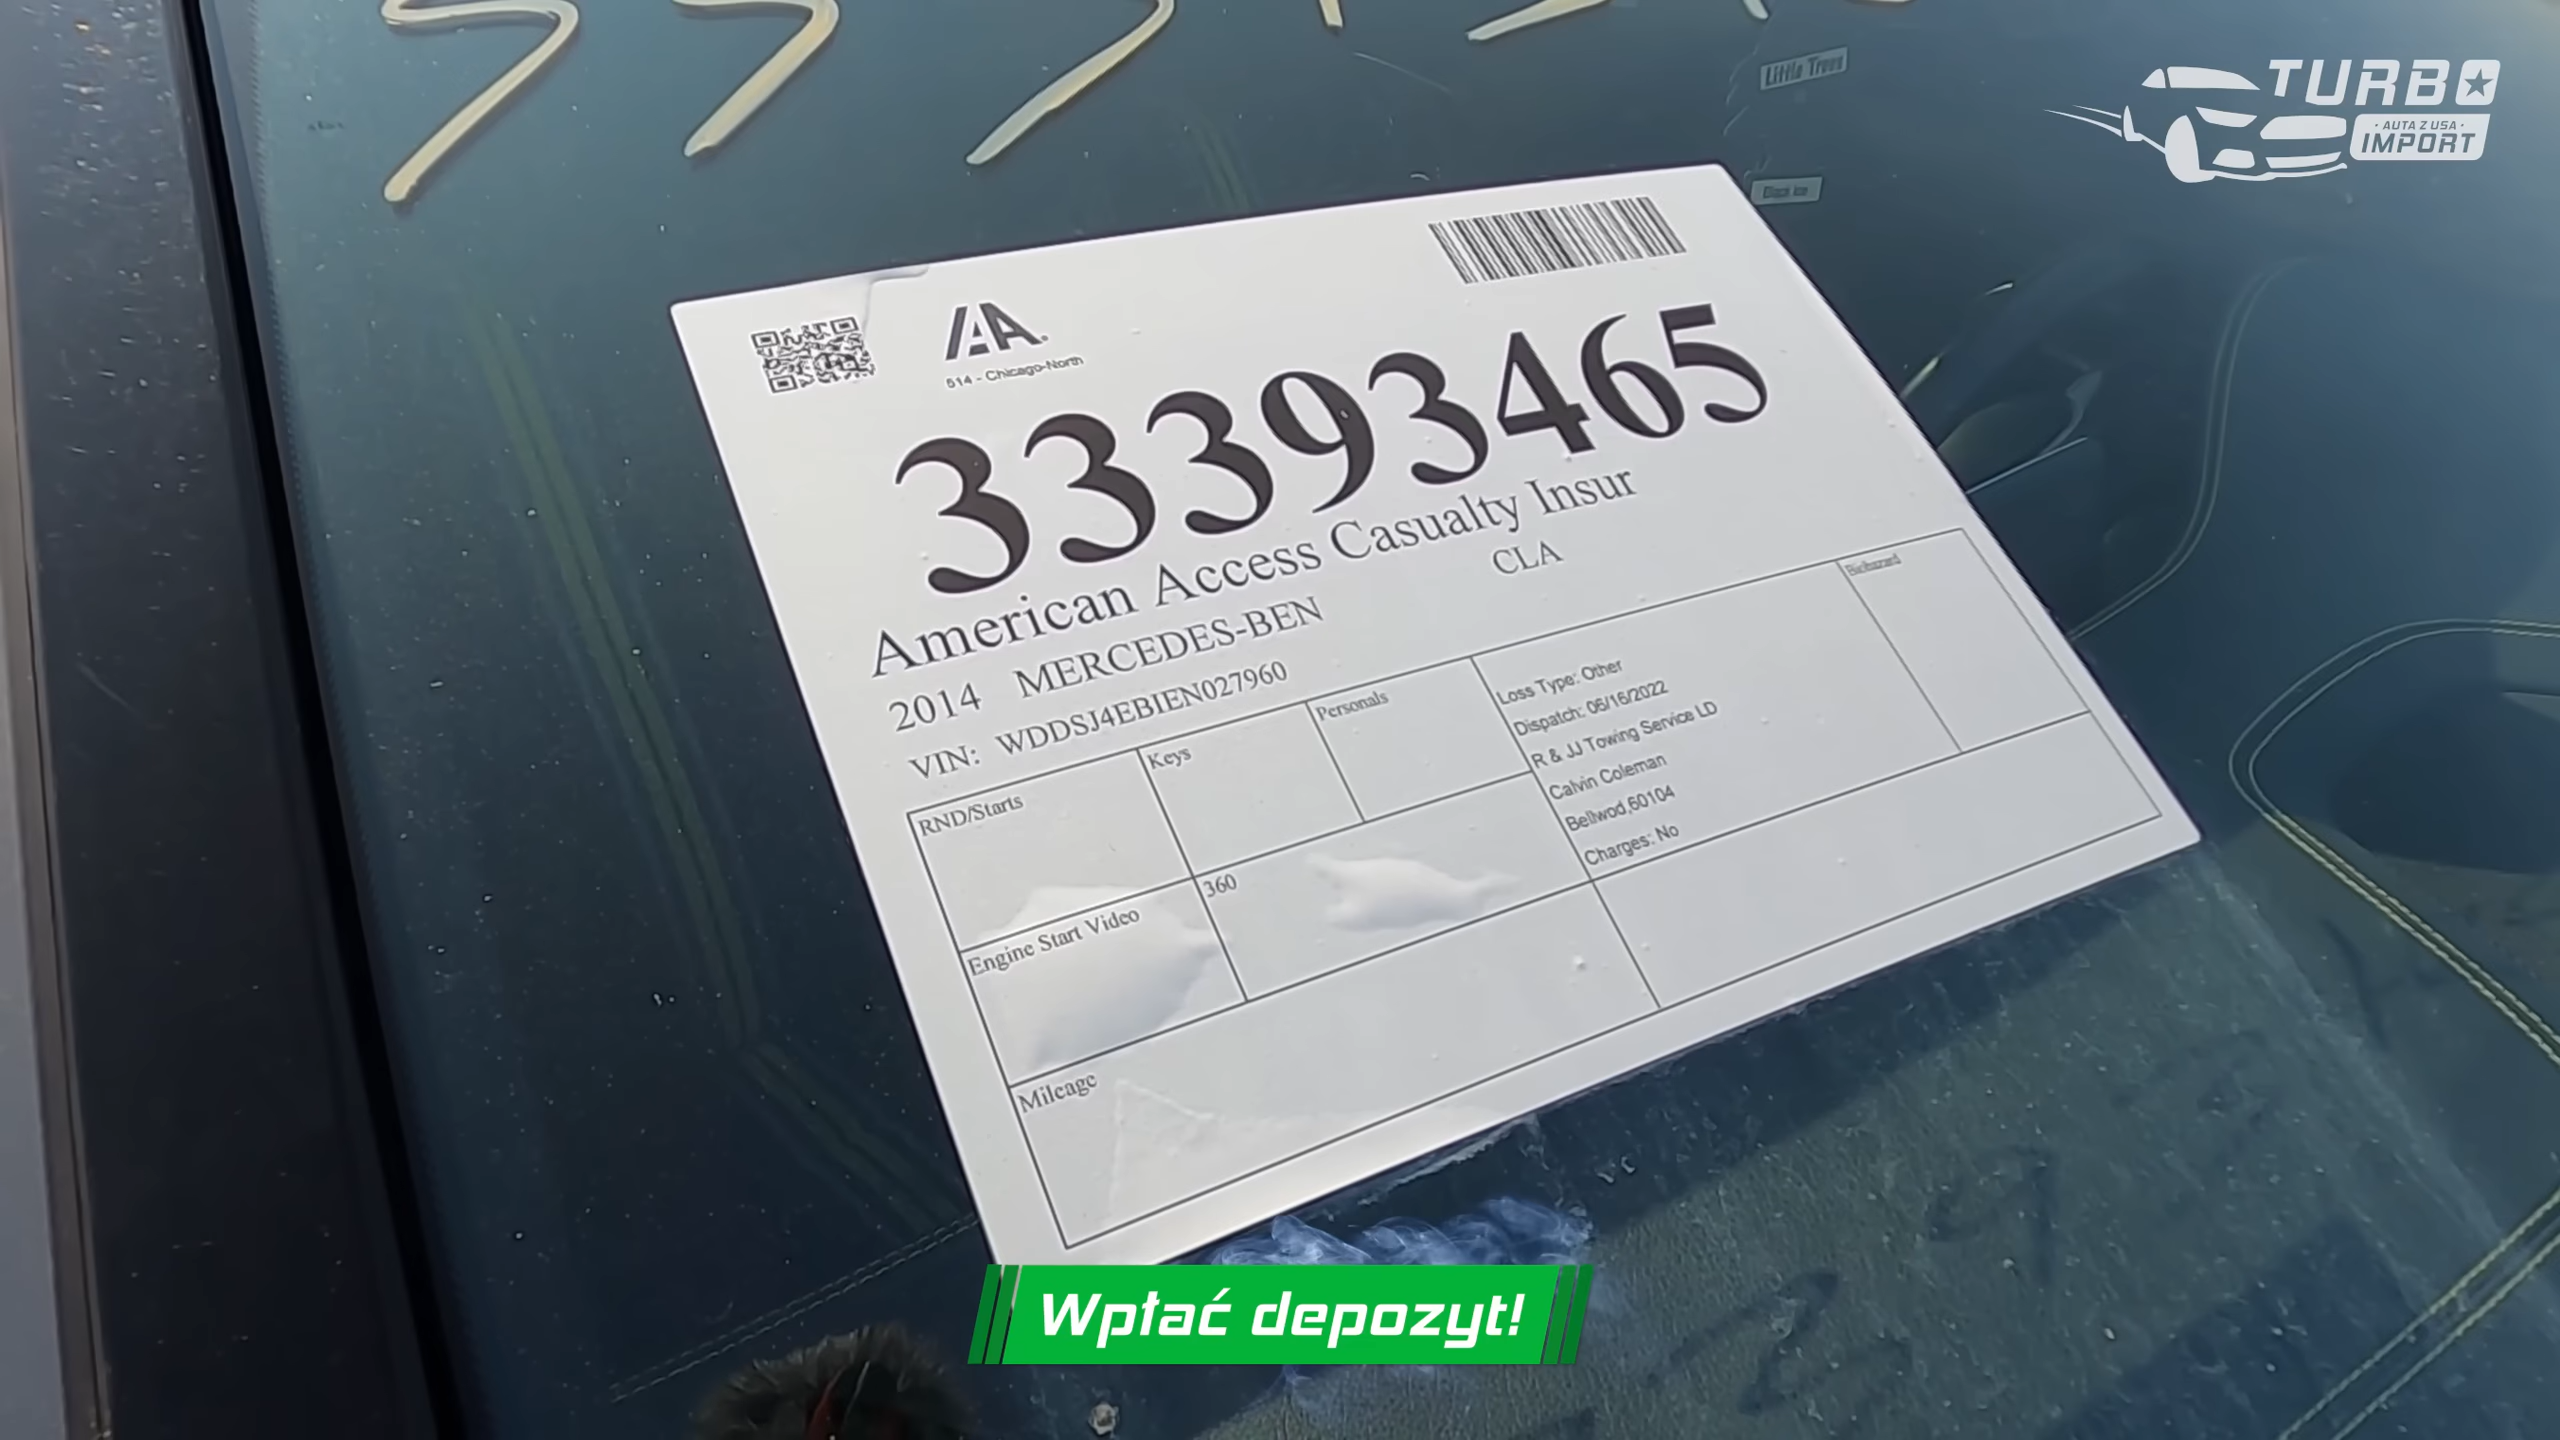 Little Trees
TURBO
· AUTA Z USA ·
IMPORT
Black Ice
IAA
514 - Chicago-North
33393465
American Access Casualty Insur
2014 MERCEDES-BEN CLA
VIN: WDDSJ4EB1EN027960
RND/Starts
Keys
Personals
Loss Type: Other
Dispatch: 06/16/2022
R & JJ Towing Service LD
Calvin Coleman
Bellwod,60104
Charges: No
Biohazard
Engine Start Video
360
Mileage
Wpłać depozyt!